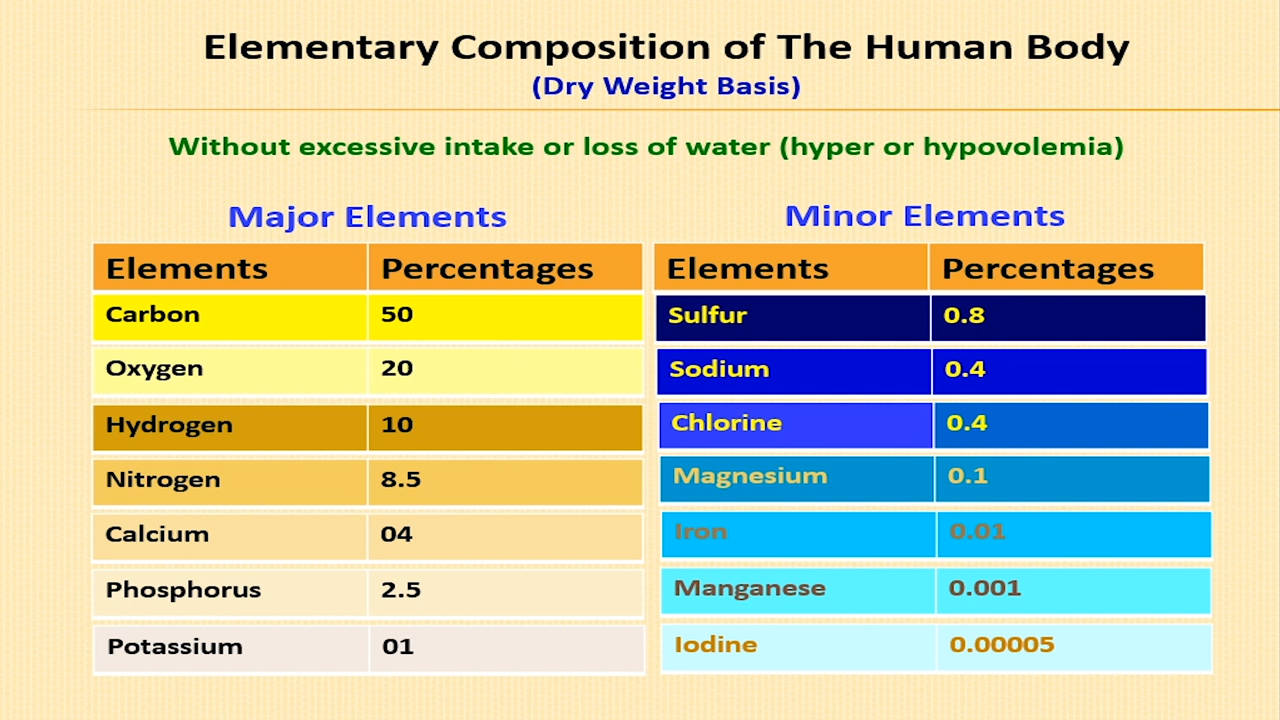 Elementary Composition of The Human Body
(Dry Weight Basis)
Without excessive intake or loss of water (hyper or hypovolemia)
Major Elements
Elements Percentages
Carbon 50
Oxygen 20
Hydrogen 10
Nitrogen 8.5
Calcium 04
Phosphorus 2.5
Potassium 01
Minor Elements
Elements Percentages
Sulfur 0.8
Sodium 0.4
Chlorine 0.4
Magnesium 0.1
Iron 0.01
Manganese 0.001
Iodine 0.00005